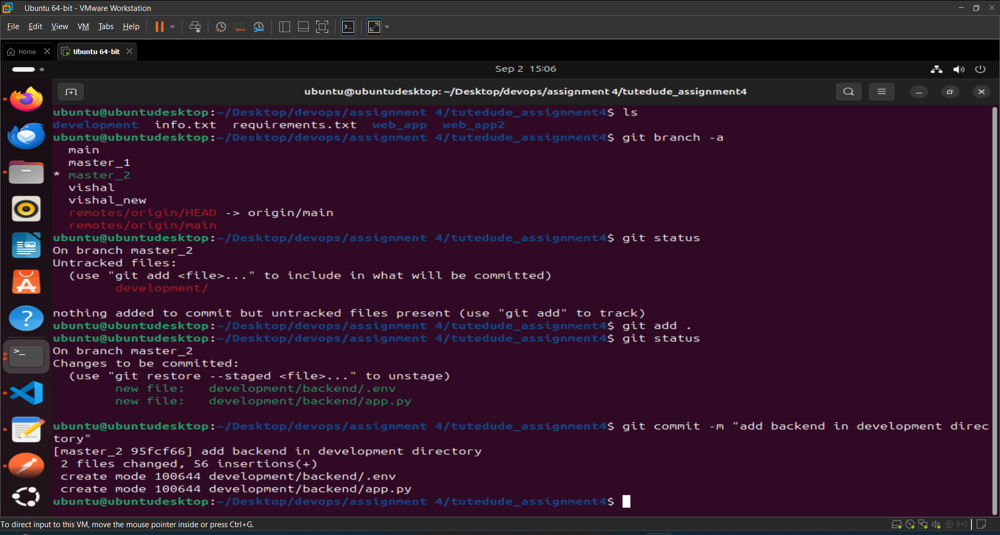 Ubuntu 64-bit - VMware Workstation
File Edit View VM Tabs Help
Home Ubuntu 64-bit
Sep 2 15:06
ubuntu@ubuntudesktop: ~/Desktop/devops/assignment 4/tutedude_assignment4
ubuntu@ubuntudesktop:~/Desktop/devops/assignment 4/tutedude_assignment4$ ls
development info.txt requirements.txt web_app web_app2
ubuntu@ubuntudesktop:~/Desktop/devops/assignment 4/tutedude_assignment4$ git branch -a
main
master_1
* master_2
vishal
vishal_new
remotes/origin/HEAD -> origin/main
remotes/origin/main
ubuntu@ubuntudesktop:~/Desktop/devops/assignment 4/tutedude_assignment4$ git status
On branch master_2
Untracked files:
(use "git add <file>..." to include in what will be committed)
development/
nothing added to commit but untracked files present (use "git add" to track)
ubuntu@ubuntudesktop:~/Desktop/devops/assignment 4/tutedude_assignment4$ git add .
ubuntu@ubuntudesktop:~/Desktop/devops/assignment 4/tutedude_assignment4$ git status
On branch master_2
Changes to be committed:
(use "git restore --staged <file>..." to unstage)
new file: development/backend/.env
new file: development/backend/app.py
ubuntu@ubuntudesktop:~/Desktop/devops/assignment 4/tutedude_assignment4$ git commit -m "add backend in development direc
tory"
[master_2 95fcf66] add backend in development directory
2 files changed, 56 insertions(+)
create mode 100644 development/backend/.env
create mode 100644 development/backend/app.py
ubuntu@ubuntudesktop:~/Desktop/devops/assignment 4/tutedude_assignment4$
To direct input to this VM, move the mouse pointer inside or press Ctrl+G.